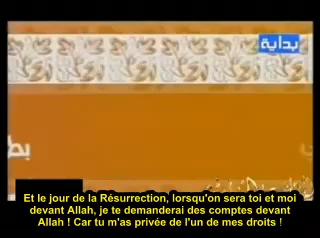 بداية
Et le jour de la Résurrection, lorsqu'on sera toi et moi
devant Allah, je te demanderai des comptes devant
Allah ! Car tu m'as privée de l'un de mes droits !